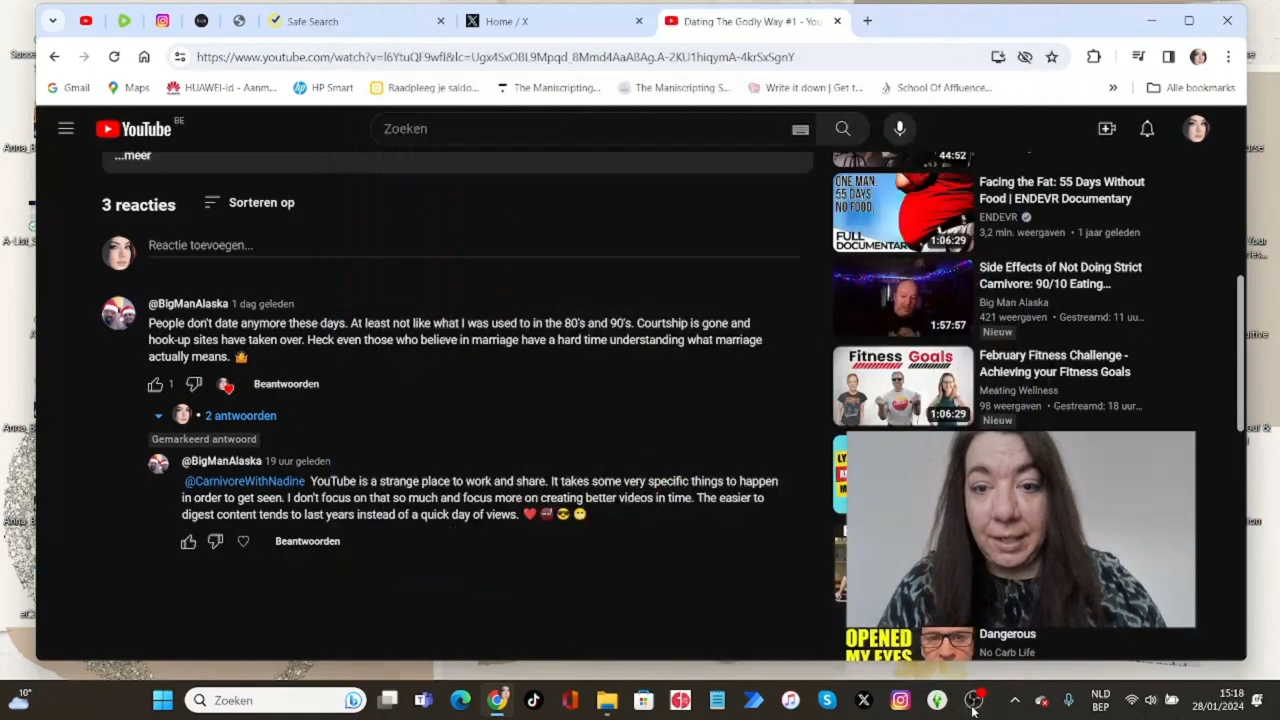 Safe Search
Home / X
Dating The Godly Way #1 - You
https://www.youtube.com/watch?v=l6YtuQF9wfI&lc=Ugx4SxOBL9Mpqd_8Mmd4AaABAg.A-2KU1hiqymA-4krSxSgnY
Gmail
Maps
HUAWEI-id - Aanm...
HP Smart
Raadpleeg je studo...
The Maniscripting...
The Maniscripting S...
Write it down | Get t...
School Of Affluence...
»
Alle bookmarks
YouTube BE
Zoeken
...meer
3 reacties
Sorteren op
Reactie toevoegen...
@BigManAlaska 1 dag geleden
People don't date anymore these days. At least not like what I was used to in the 80's and 90's. Courtship is gone and
hook-up sites have taken over. Heck even those who believe in marriage have a hard time understanding what marriage
actually means. 🤷
1
Beantwoorden
2 antwoorden
Gemarkeerd antwoord
@BigManAlaska 19 uur geleden
@CarnivoreWithNadine YouTube is a strange place to work and share. It takes some very specific things to happen
in order to get seen. I don't focus on that so much and focus more on creating better videos in time. The easier to
digest content tends to last years instead of a quick day of views.
Beantwoorden
44:52
ONE MAN.
55 DAYS
NO FOOD.
FULL
DOCUMENTAR
1:06:29
Facing the Fat: 55 Days Without
Food | ENDEVR Documentary
ENDEVR
3,2 mln. weergaven • 1 jaar geleden
1:57:57
Side Effects of Not Doing Strict
Carnivore: 90/10 Eating...
Big Man Alaska
421 weergaven • Gestreamd: 11 uu...
Nieuw
Fitness Goals
1:06:29
February Fitness Challenge -
Achieving your Fitness Goals
Meating Wellness
98 weergaven • Gestreamd: 18 uur...
Nieuw
OPENED
MY EYES
Dangerous
No Carb Life
10°
Zoeken
NLD
BEP
15:18
28/01/2024